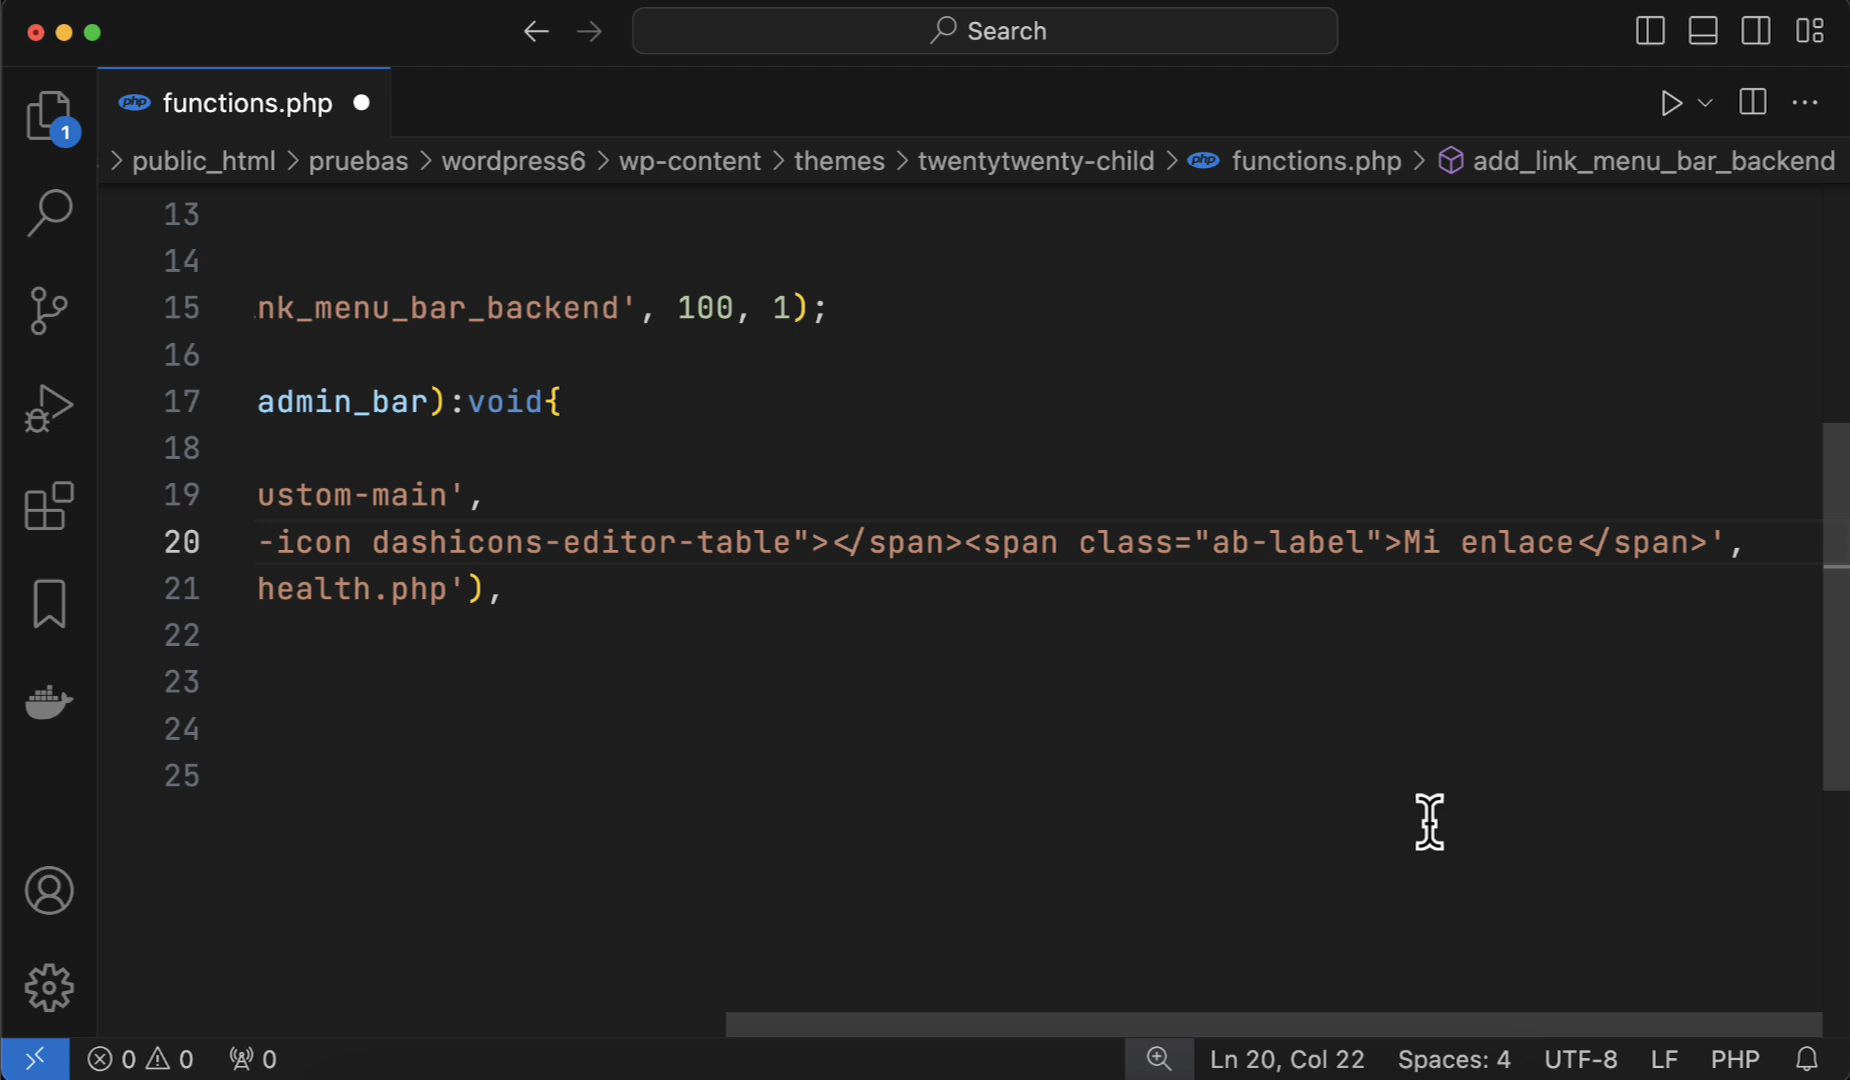 Search
php functions.php
1
public_html > pruebas > wordpress6 > wp-content > themes > twentytwenty-child > php functions.php > add_link_menu_bar_backend
13
14
15 nk_menu_bar_backend', 100, 1);
16
17 admin_bar):void{
18
19 ustom-main',
20 -icon dashicons-editor-table"></span><span class="ab-label">Mi enlace</span>',
21 health.php'),
22
23
24
25
0 0 0 Ln 20, Col 22 Spaces: 4 UTF-8 LF PHP